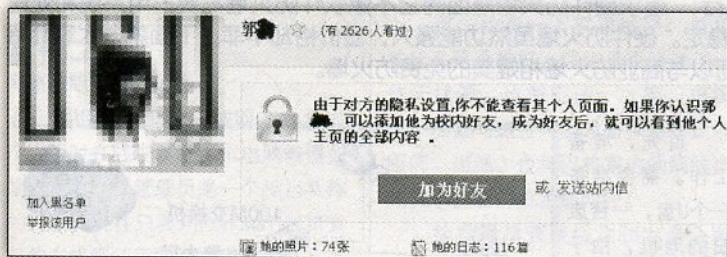 郭 ☆ (有 2626 人看过)
由于对方的隐私设置,你不能查看其个人页面。如果你认识郭
,可以添加他为校内好友，成为好友后，就可以看到他个人
主页的全部内容 。
加为好友 或 发送站内信
加入黑名单
举报该用户
她的照片：74张 她的日志：116篇